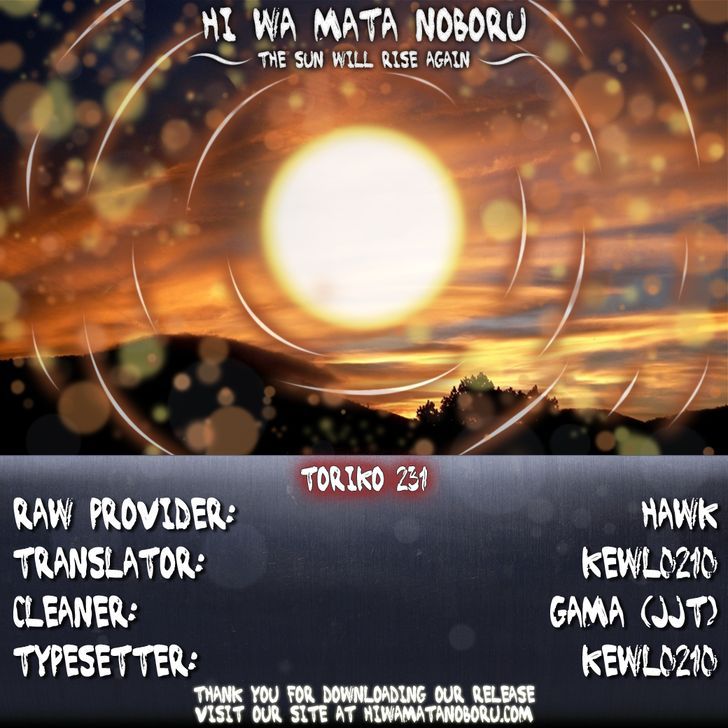 HI WA MATA NOBORU
THE SUN WILL RISE AGAIN
TORIKO 231
RAW PROVIDER: HAWK
TRANSLATOR: KEWL0210
CLEANER: GAMA (JJT)
TYPESETTER: KEWL0210
THANK YOU FOR DOWNLOADING OUR RELEASE
VISIT OUR SITE AT HIWAMATANOBORU.COM